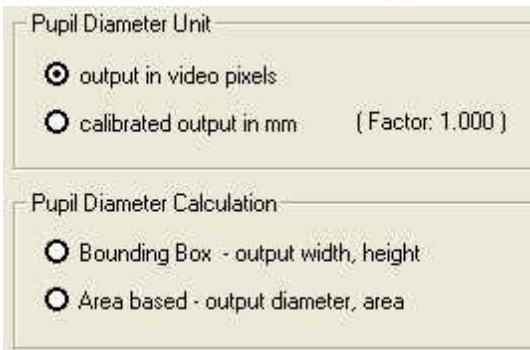 Pupil Diameter Unit
output in video pixels
calibrated output in mm ( Factor: 1.000 )
Pupil Diameter Calculation
Bounding Box - output width, height
Area based - output diameter, area